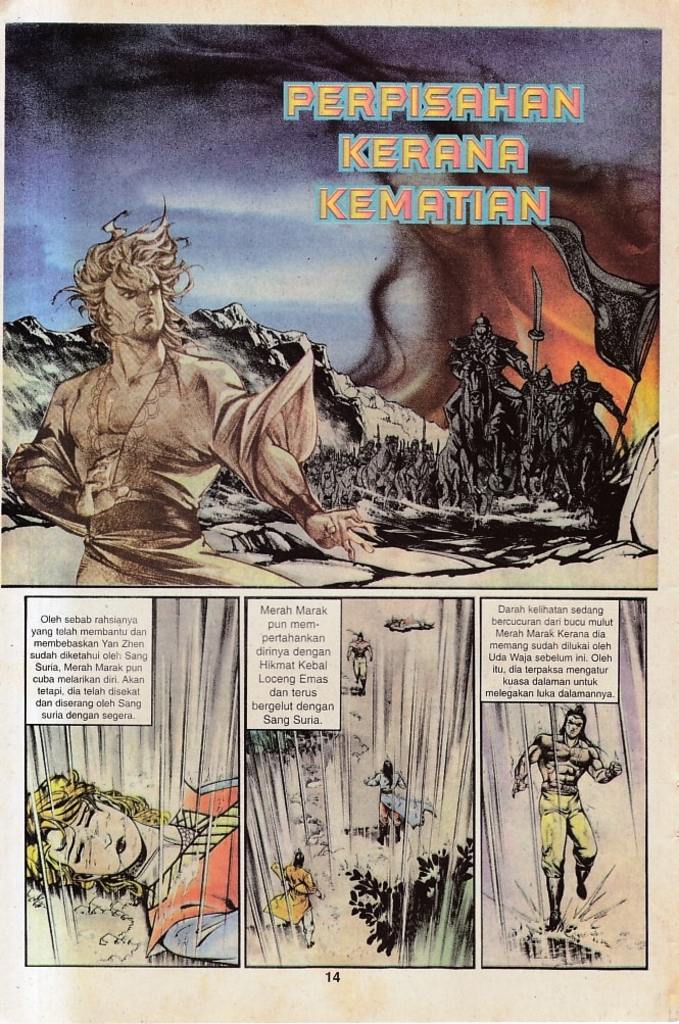 PERPISAHAN
KERANA
KEMATIAN
Oleh sebab rahsianya
yang telah membantu dan
membebaskan Yan Zhen
sudah diketahui oleh Sang
Suria, Merah Marak pun
cuba melarikan diri. Akan
tetapi, dia telah disekat
dan diserang oleh Sang
suria dengan segera.
Merah Marak
pun mem-
pertahankan
dirinya dengan
Hikmat Kebal
Loceng Emas
dan terus
bergelut dengan
Sang Suria.
Darah kelihatan sedang
bercucuran dari bucu mulut
Merah Marak Kerana dia
memang sudah dilukai oleh
Uda Waja sebelum ini. Oleh
itu, dia terpaksa mengatur
kuasa dalaman untuk
melegakan luka dalamannya.
14